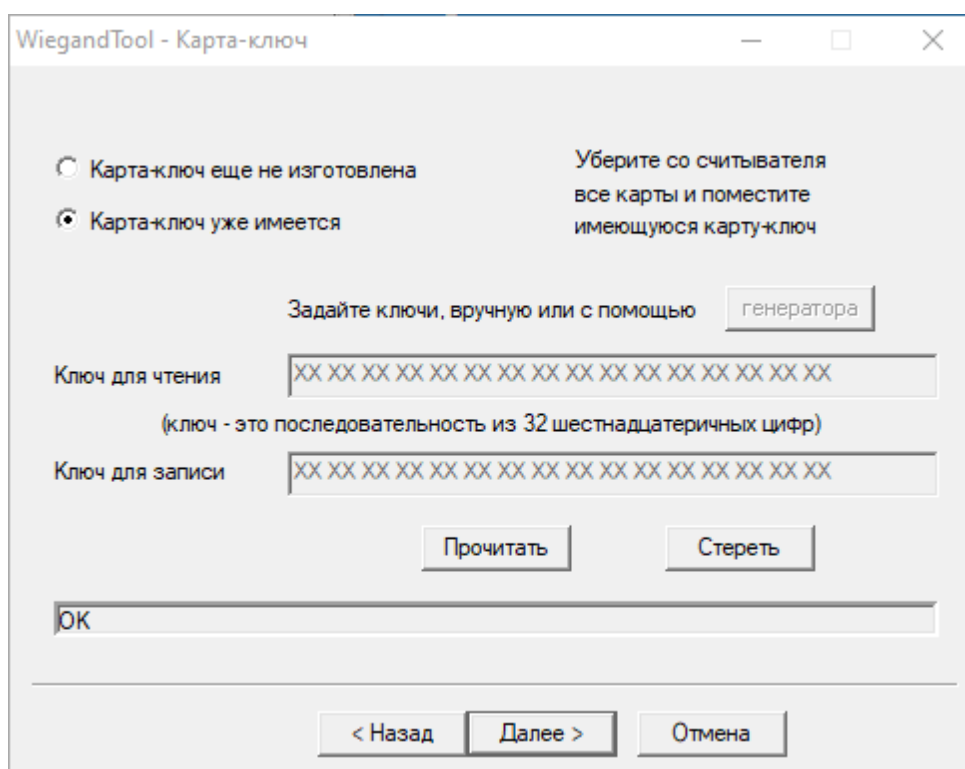 WiegandTool - Карта-ключ
Карта-ключ еще не изготовлена
Карта-ключ уже имеется
Уберите со считывателя
все карты и поместите
имеющуюся карту-ключ
Задайте ключи, вручную или с помощью генератора
Ключ для чтения XX XX XX XX XX XX XX XX XX XX XX XX XX XX XX XX
(ключ - это последовательность из 32 шестнадцатеричных цифр)
Ключ для записи XX XX XX XX XX XX XX XX XX XX XX XX XX XX XX XX
Прочитать Стереть
OK
< Назад Далее > Отмена